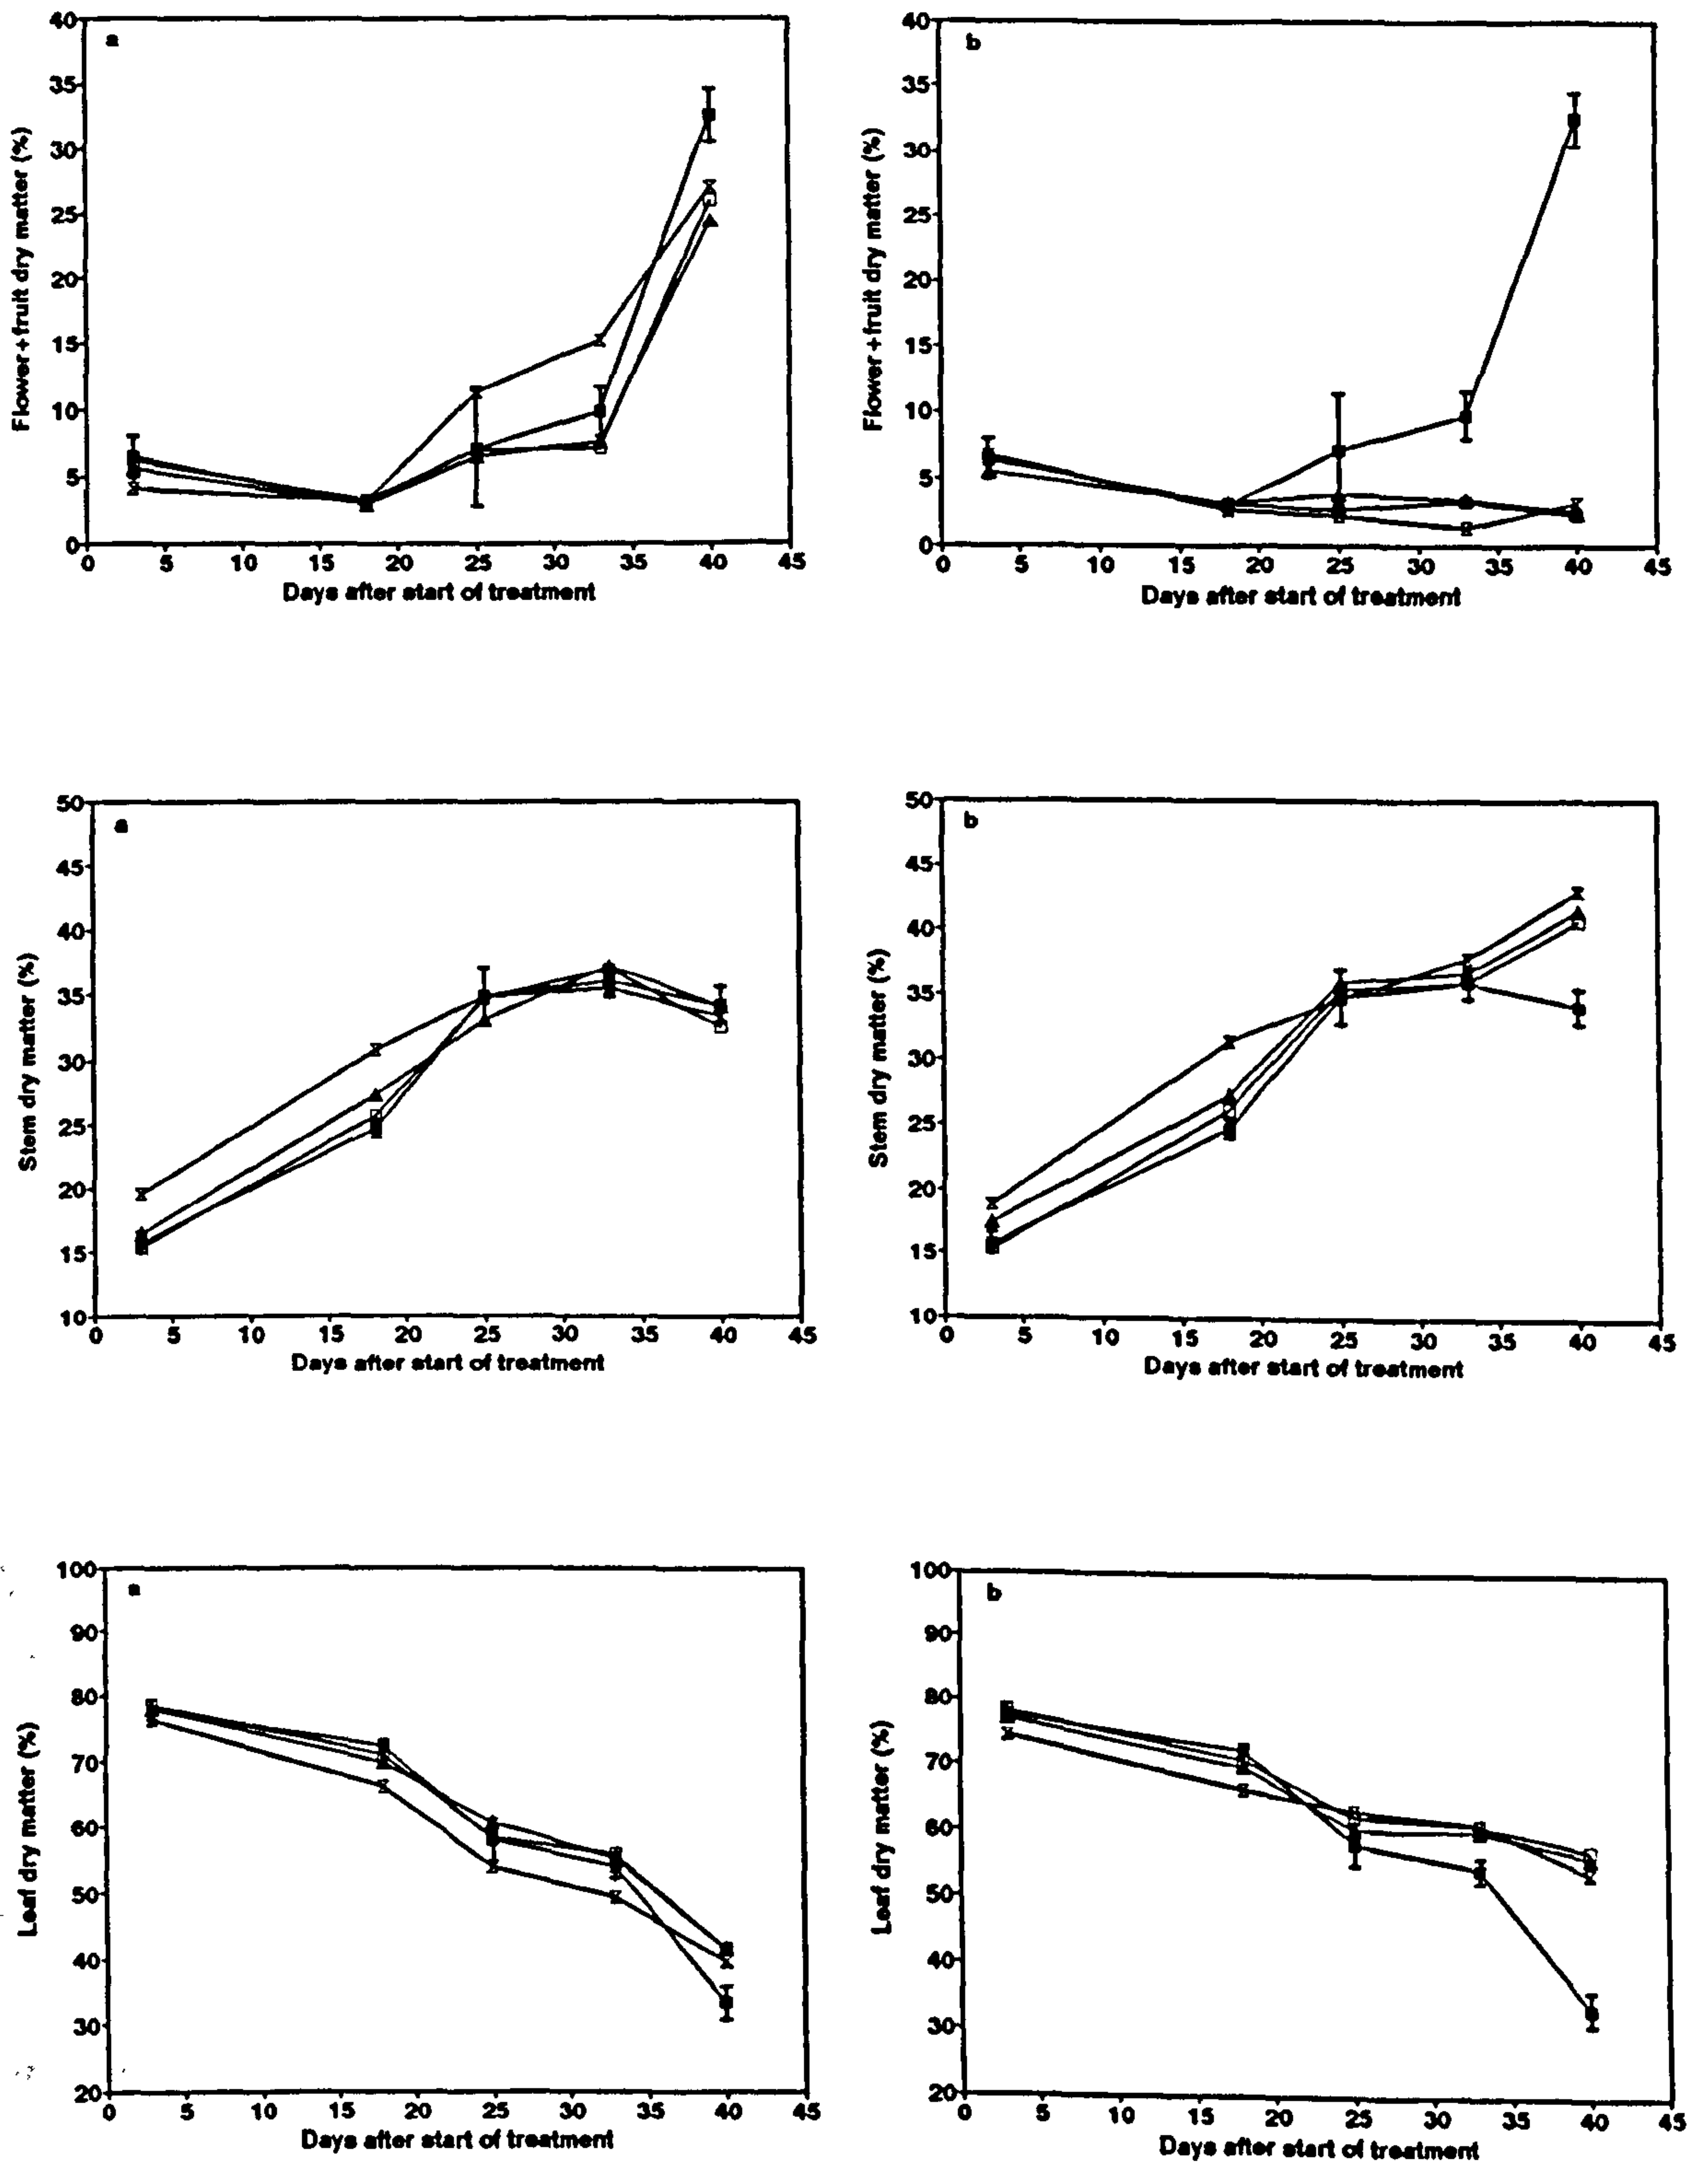 a
40
35
30
25
20
15
10
5
0
Flower+fruit dry matter (%)
0 5 10 15 20 25 30 35 40 45
Days after start of treatment
b
40
35
30
25
20
15
10
5
0
Flower+fruit dry matter (%)
0 5 10 15 20 25 30 35 40 45
Days after start of treatment
a
50
45
40
35
30
25
20
15
10
Stem dry matter (%)
0 5 10 15 20 25 30 35 40 45
Days after start of treatment
b
50
45
40
35
30
25
20
15
10
Stem dry matter (%)
0 5 10 15 20 25 30 35 40 45
Days after start of treatment
a
100
90
80
70
60
50
40
30
20
Leaf dry matter (%)
0 5 10 15 20 25 30 35 40 45
Days after start of treatment
b
100
90
80
70
60
50
40
30
20
Leaf dry matter (%)
0 5 10 15 20 25 30 35 40 45
Days after start of treatment